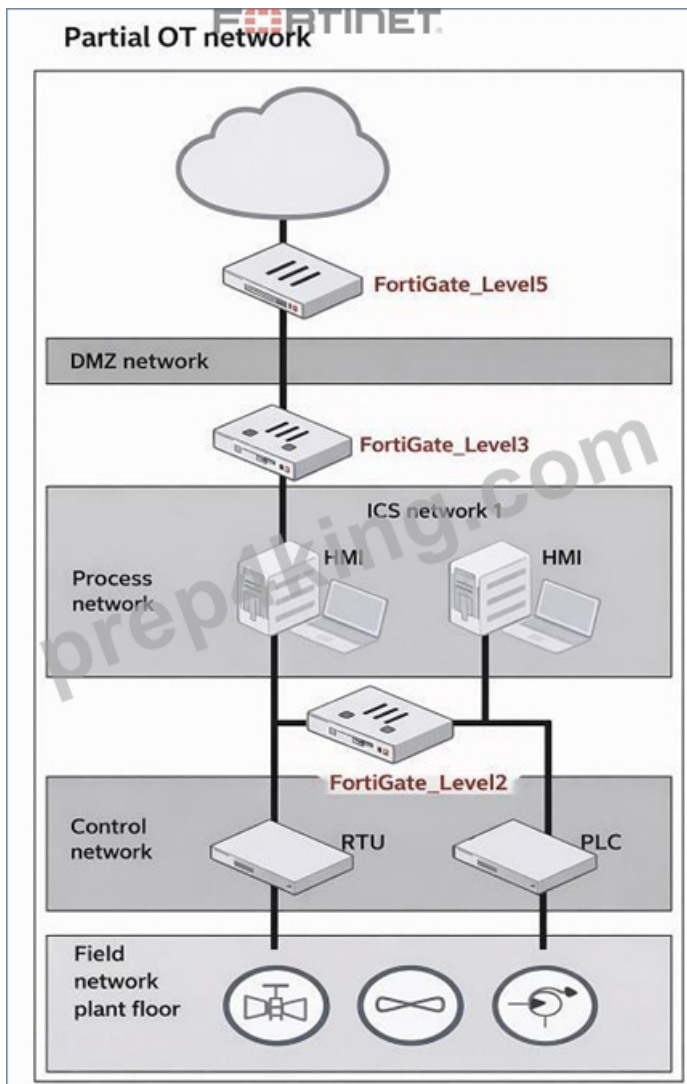 FORTINET
Partial OT network
FortiGate_Level5
DMZ network
FortiGate_Level3
ICS network 1
HMI
HMI
Process
network
prep4king.com
FortiGate_Level2
Control
network
RTU
PLC
Field
network
plant floor